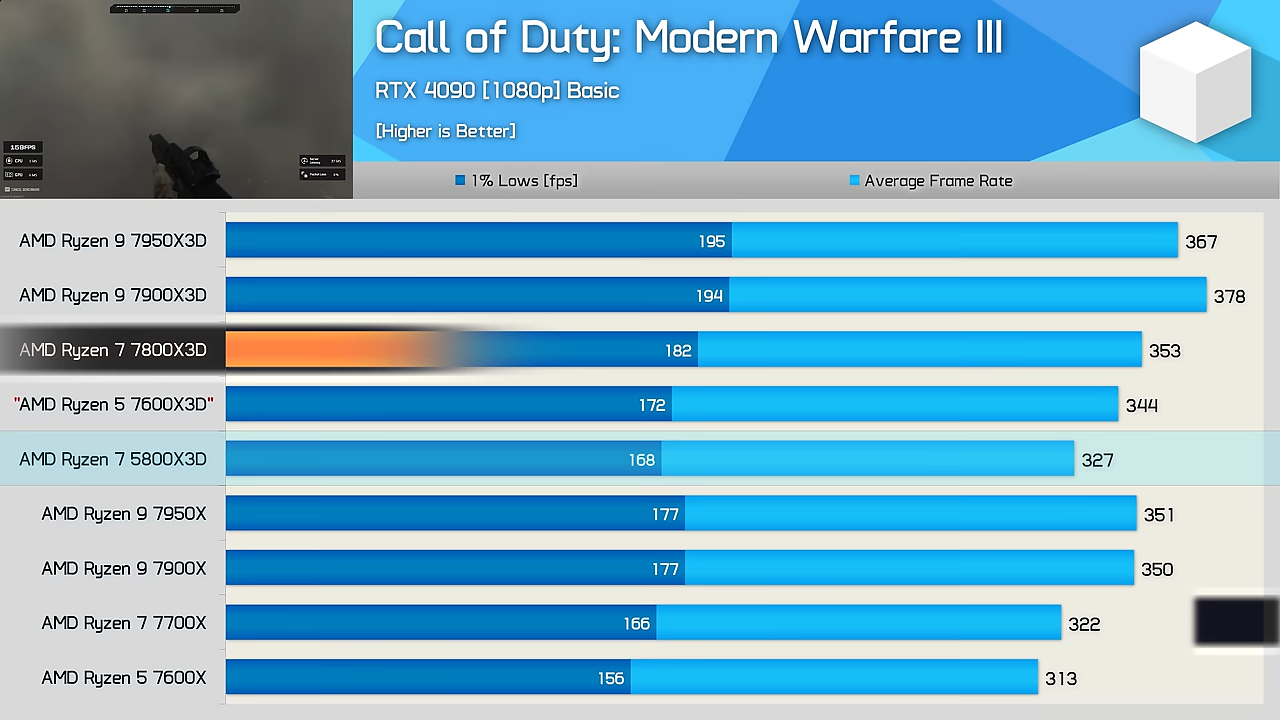 Call of Duty: Modern Warfare III
RTX 4090 [1080p] Basic
[Higher is Better]
159FPS
CPU
GPU
1% Lows [fps]
Average Frame Rate
AMD Ryzen 9 7950X3D 195 367
AMD Ryzen 9 7900X3D 194 378
AMD Ryzen 7 7800X3D 182 353
"AMD Ryzen 5 7600X3D" 172 344
AMD Ryzen 7 5800X3D 168 327
AMD Ryzen 9 7950X 177 351
AMD Ryzen 9 7900X 177 350
AMD Ryzen 7 7700X 166 322
AMD Ryzen 5 7600X 156 313